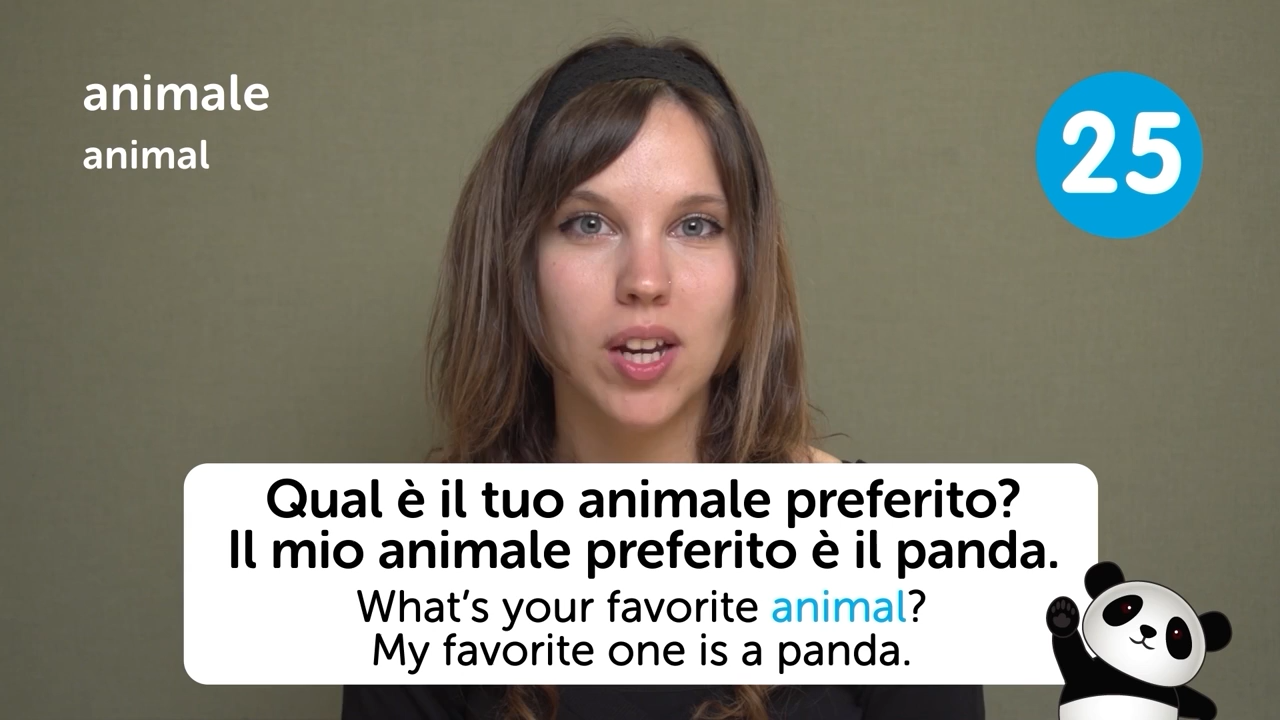 animale
animal
25
Qual è il tuo animale preferito?
Il mio animale preferito è il panda.
What's your favorite animal?
My favorite one is a panda.